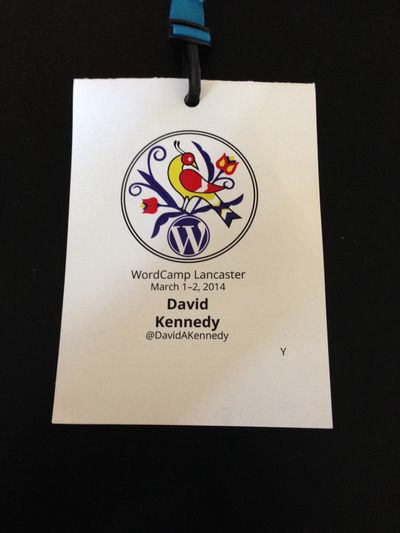 W
WordCamp Lancaster
March 1–2, 2014
David
Kennedy
@DavidAKennedy
Y